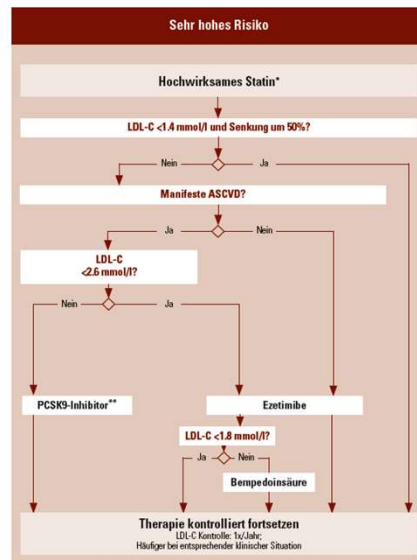 Sehr hohes Risiko
Hochwirksames Statin*
LDL-C <1.4 mmol/l und Senkung um 50%?
Nein
Ja
Manifeste ASCVD?
Ja
Nein
LDL-C
<2.6 mmol/l?
Nein
Ja
PCSK9-Inhibitor**
Ezetimibe
LDL-C <1.8 mmol/l?
Ja
Nein
Bempedoinsäure
Therapie kontrolliert fortsetzen
LDL-C Kontrolle: 1x/Jahr;
Häufiger bei entsprechender klinischer Situation